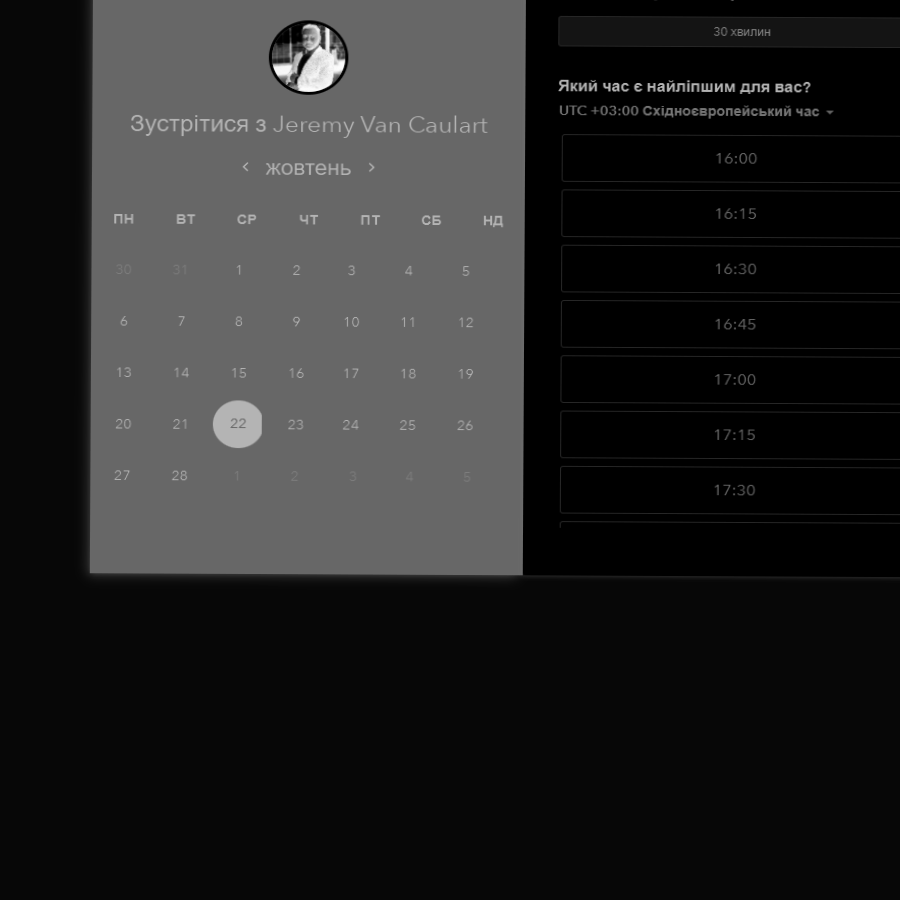 Зустрітися з Jeremy Van Caulart
жовтень
ПН ВТ СР ЧТ ПТ СБ НД
30 31 1 2 3 4 5
6 7 8 9 10 11 12
13 14 15 16 17 18 19
20 21 22 23 24 25 26
27 28 1 2 3 4 5
30 хвилин
Який час є найліпшим для вас?
UTC +03:00 Східноєвропейський час
16:00
16:15
16:30
16:45
17:00
17:15
17:30